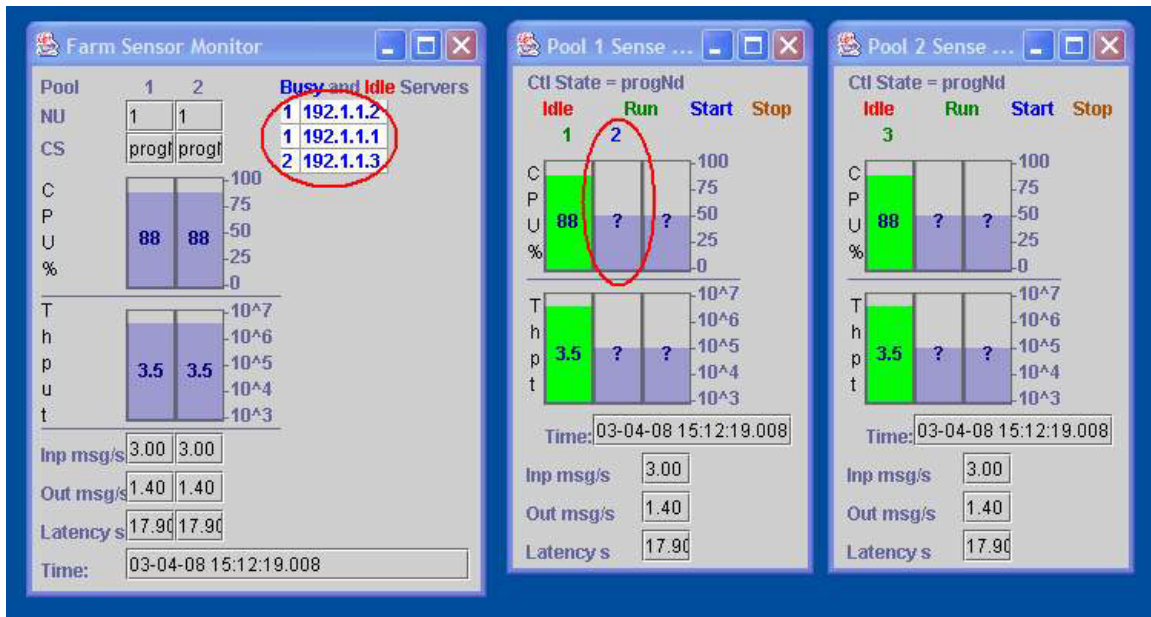 Farm Sensor Monitor
Pool 1 2 Busy and Idle Servers
NU 1 1 1 192.1.1.2
CS progI progI 1 192.1.1.1
2 192.1.1.3
C P U %
88 88
100
75
50
25
0
T h p u t
3.5 3.5
10^7
10^6
10^5
10^4
10^3
Inp msg/s 3.00 3.00
Out msg/s 1.40 1.40
Latency s 17.90 17.90
Time: 03-04-08 15:12:19.008
Pool 1 Sense ...
Ctl State = progNd
Idle Run Start Stop
1 2
C P U %
88 ? ?
100
75
50
25
0
T h p t
3.5 ? ?
10^7
10^6
10^5
10^4
10^3
Time: 03-04-08 15:12:19.008
Inp msg/s 3.00
Out msg/s 1.40
Latency s 17.90
Pool 2 Sense ...
Ctl State = progNd
Idle Run Start Stop
3
C P U %
88 ? ?
100
75
50
25
0
T h p t
3.5 ? ?
10^7
10^6
10^5
10^4
10^3
Time: 03-04-08 15:12:19.008
Inp msg/s 3.00
Out msg/s 1.40
Latency s 17.90